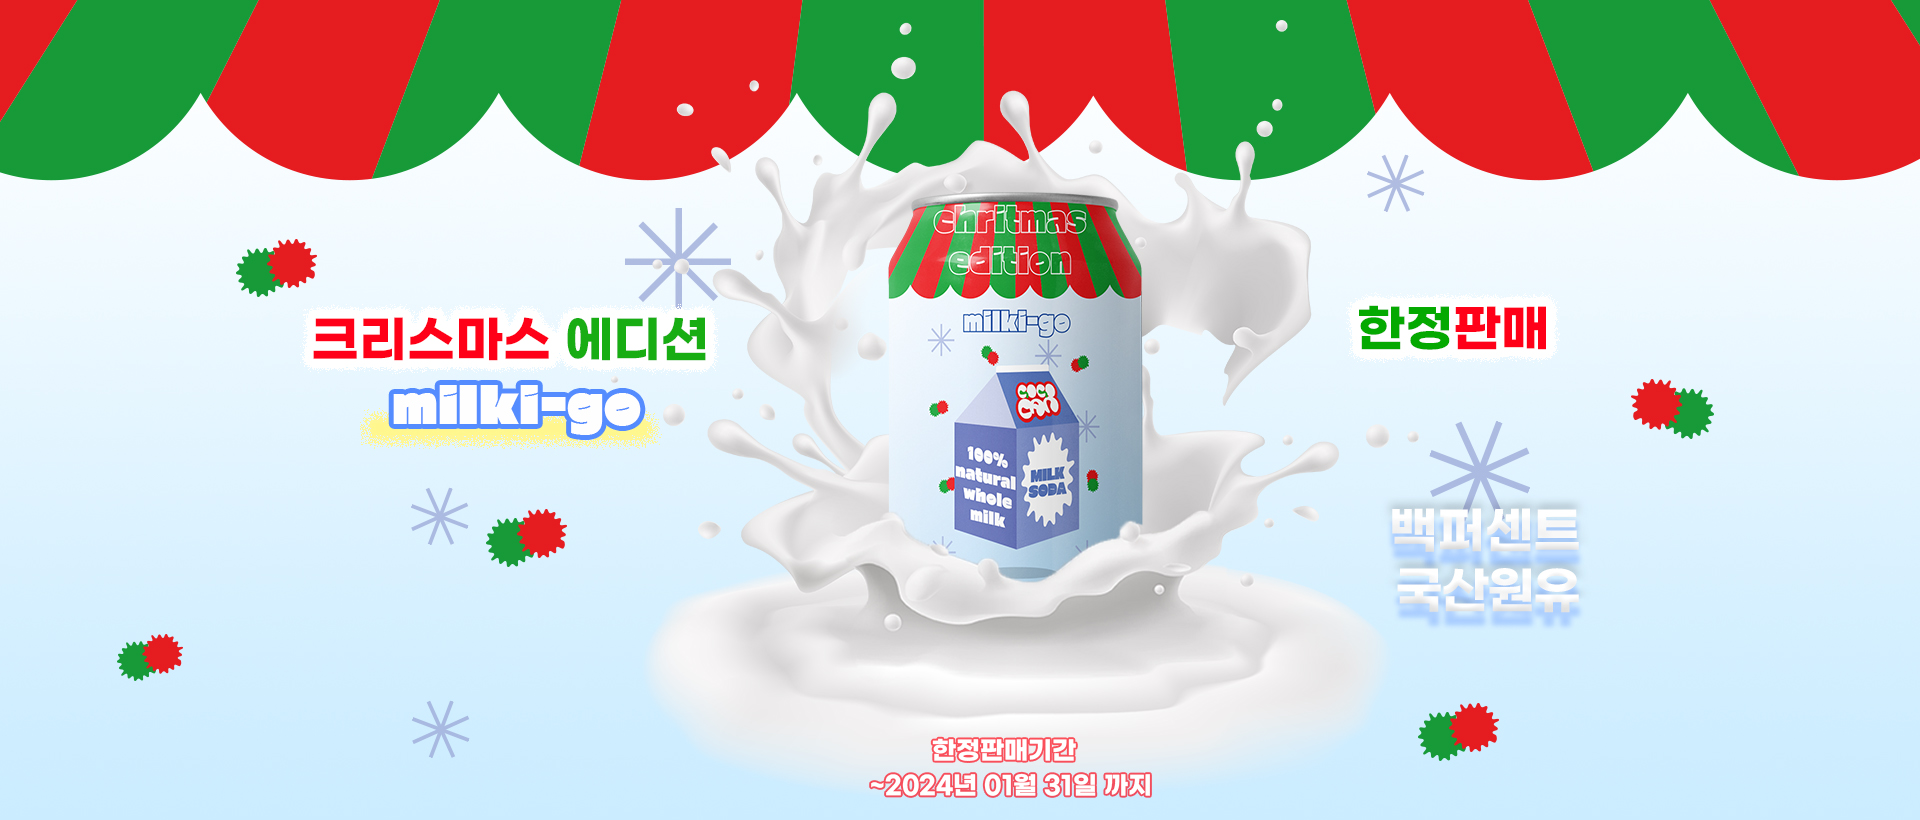 chritmas
edition
milki-go
COCO
CAN
100%
natural
whole
milk
MILK
SODA
크리스마스 에디션
milki-go
한정판매
백퍼센트
국산원유
한정판매기간
~2024년 01월 31일 까지